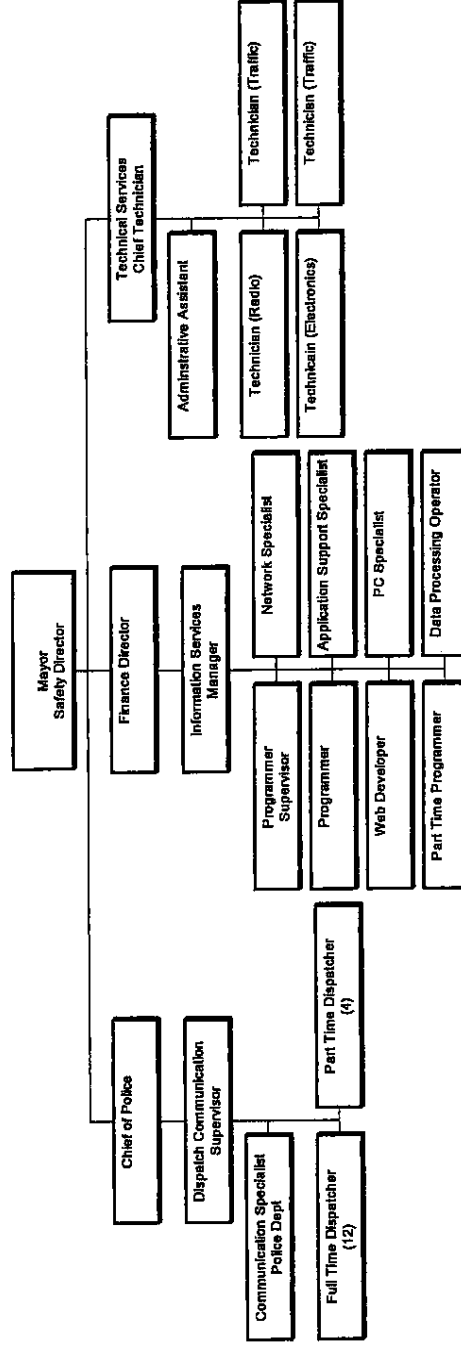 Mayor
Safety Director
Chief of Police
Finance Director
Technical Services
Chief Technician
Dispatch Communication
Supervisor
Information Services
Manager
Adminstrative Assistant
Communication Specialist
Police Dept
Programmer
Supervisor
Network Specialist
Technician (Radio)
Technician (Traffic)
Full Time Dispatcher
(12)
Part Time Dispatcher
(4)
Programmer
Application Support Specialist
Technicain (Electronics)
Technician (Traffic)
Web Developer
PC Specialist
Part Time Programmer
Data Processing Operator